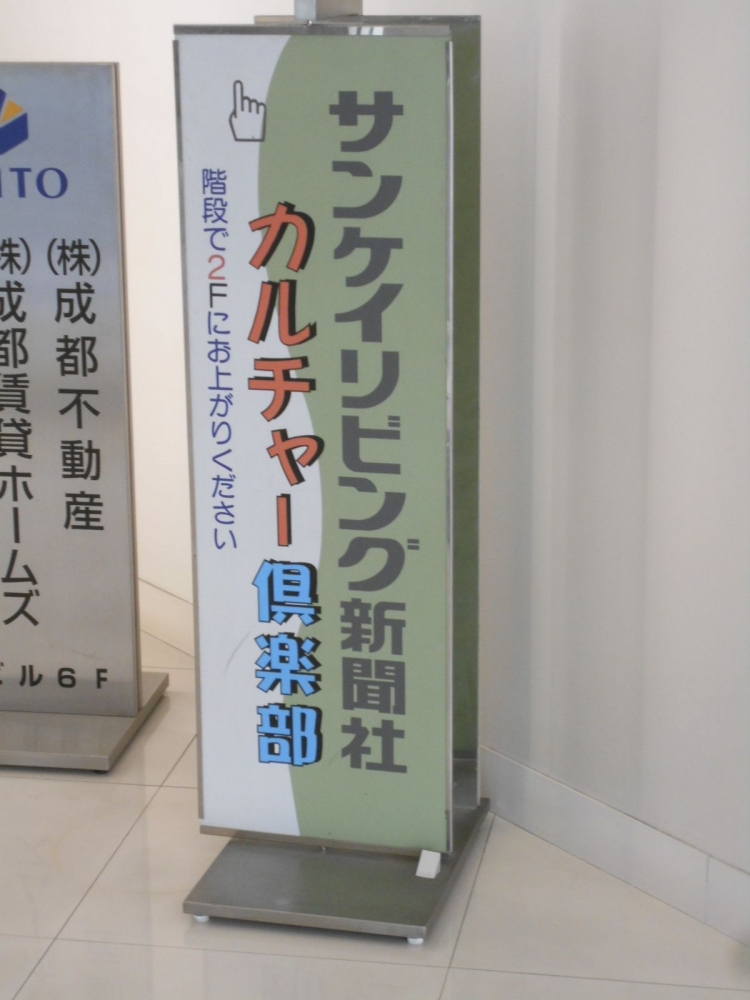 サンケイリビング新聞社
カルチャー倶楽部
階段で2Fにお上がりください
ITO
(株)成都不動産
株)成都賃貸ホームズ
ビル6F